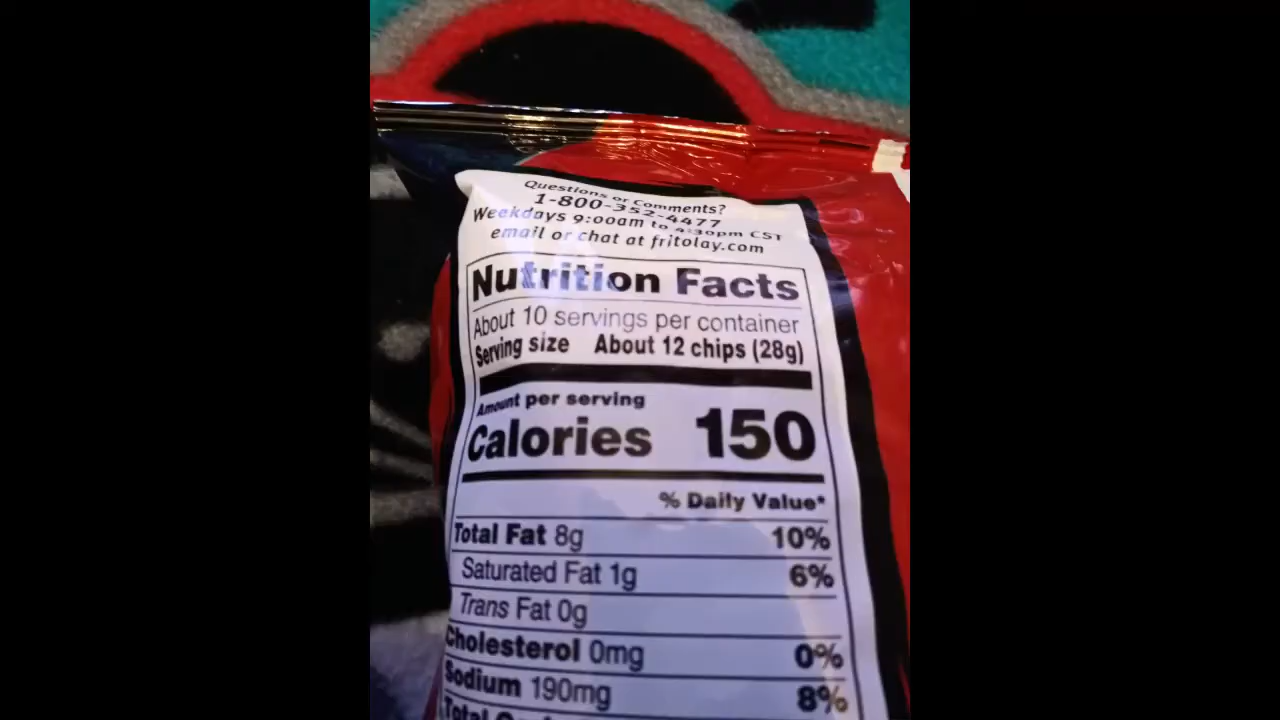 Questions or Comments?
1-800-352-4477
Weekdays 9:00am to 4:30pm CST
email or chat at fritolay.com
Nutrition Facts
About 10 servings per container
Serving size About 12 chips (28g)
Amount per serving
Calories 150
% Daily Value*
Total Fat 8g 10%
Saturated Fat 1g 6%
Trans Fat 0g
Cholesterol 0mg 0%
Sodium 190mg 8%
Total